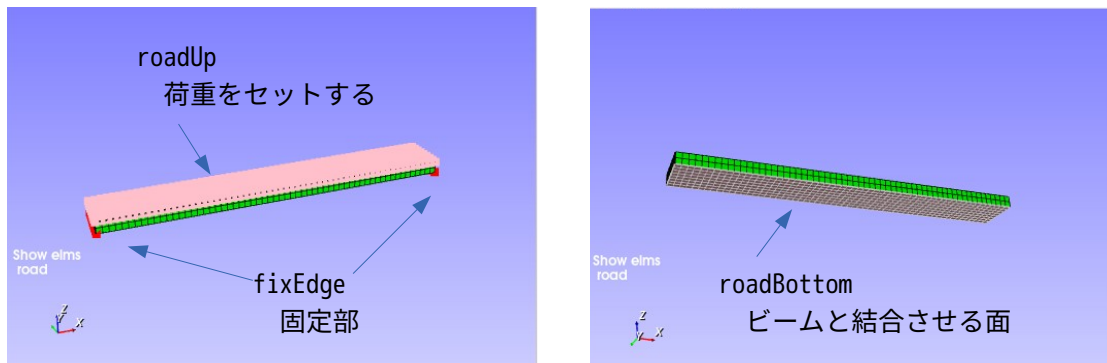 roadUp
荷重をセットする
Show elms
road
Z
X
fixEdge
固定部
Show elms
road
Z
Y
X
roadBottom
ビームと結合させる面